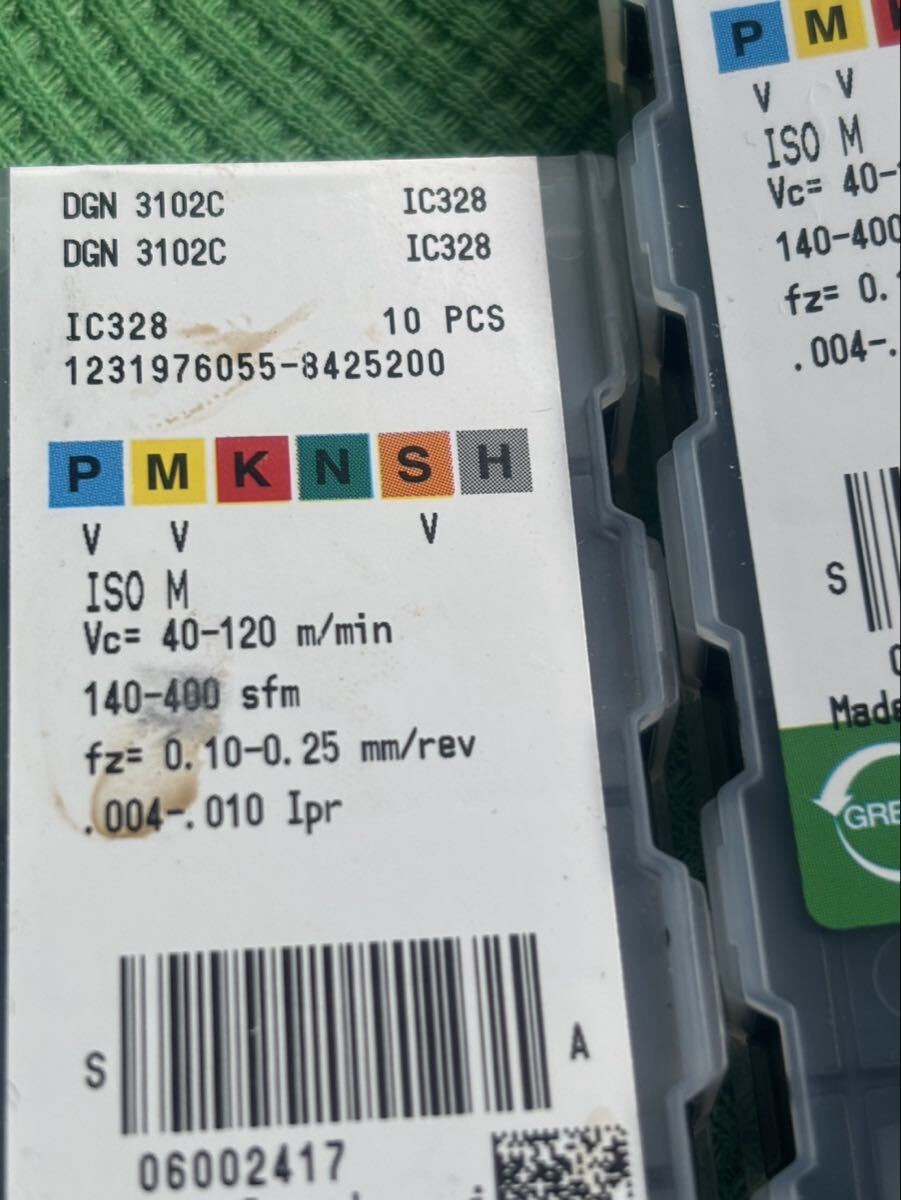 DGN 3102C IC328
DGN 3102C IC328
IC328 10 PCS
1231976055-8425200
P M K N S H
V V V
ISO M
Vc= 40-120 m/min
140-400 sfm
fz= 0.10-0.25 mm/rev
.004-.010 Ipr
S A
06002417
P M
V V
ISO M
Vc= 40-
140-400
fz= 0.
.004-.
S
Made
GRE